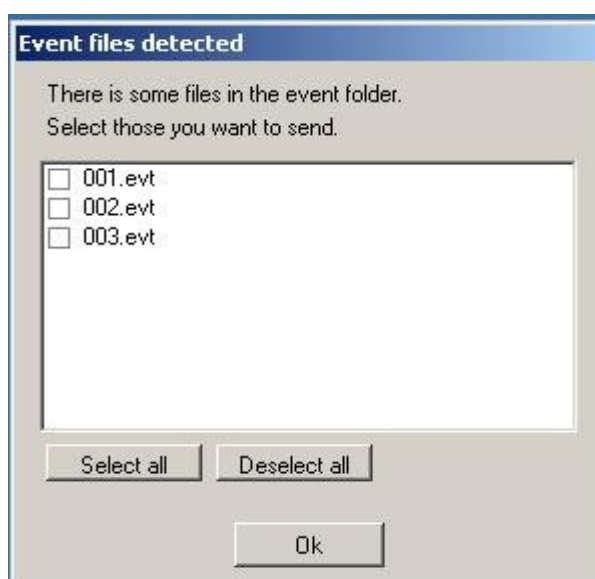 Event files detected
There is some files in the event folder.
Select those you want to send.
001.evt
002.evt
003.evt
Select all Deselect all
Ok